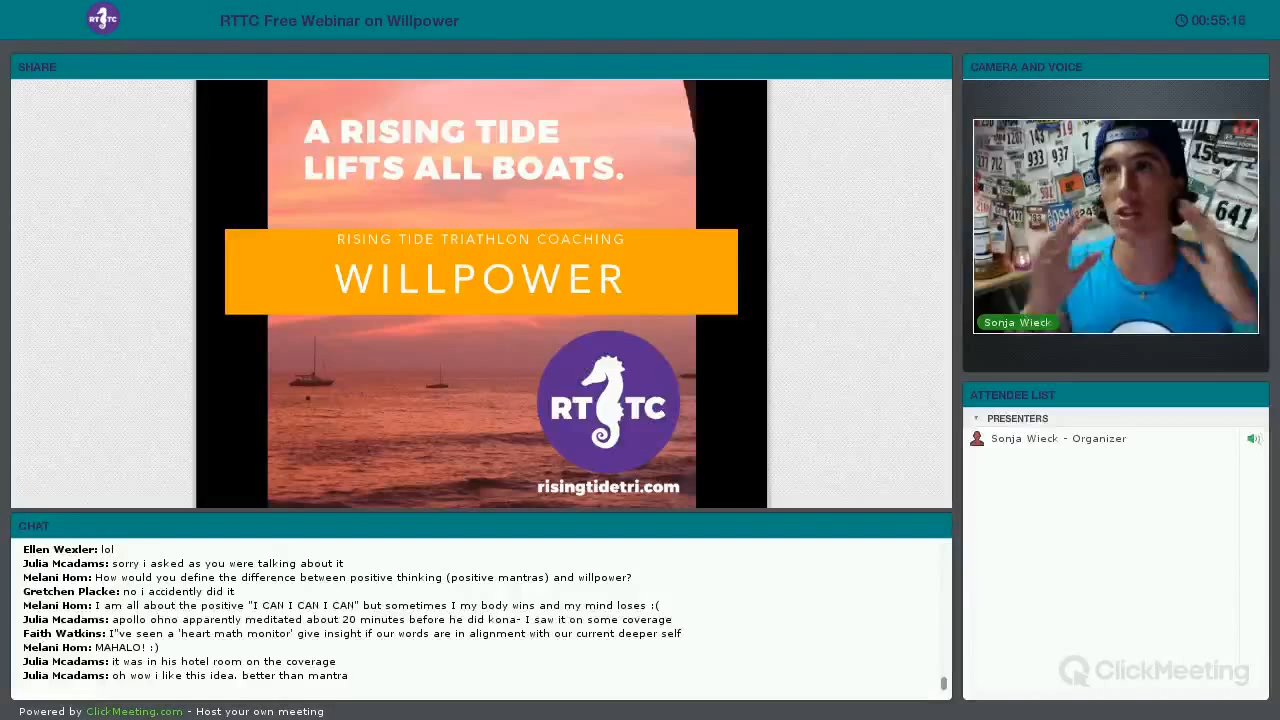 RTTC
RTTC Free Webinar on Willpower
00:55:18
SHARE
A RISING TIDE
LIFTS ALL BOATS.
RISING TIDE TRIATHLON COACHING
WILLPOWER
RT TC
risingtidetri.com
CAMERA AND VOICE
933
937
641
Sonja Wieck
ATTENDEE LIST
PRESENTERS
Sonja Wieck - Organizer
CHAT
Ellen Wexler: lol
Julia Mcadams: sorry i asked as you were talking about it
Melani Hom: How would you define the difference between positive thinking (positive mantras) and willpower?
Gretchen Placke: no i accidently did it
Melani Hom: I am all about the positive "I CAN I CAN I CAN" but sometimes I my body wins and my mind loses :(
Julia Mcadams: apollo ohno apparently meditated about 20 minutes before he did kona- I saw it on some coverage
Faith Watkins: I"ve seen a 'heart math monitor' give insight if our words are in alignment with our current deeper self
Melani Hom: MAHALO! :)
Julia Mcadams: it was in his hotel room on the coverage
Julia Mcadams: oh wow i like this idea. better than mantra
ClickMeeting
Powered by ClickMeeting.com - Host your own meeting